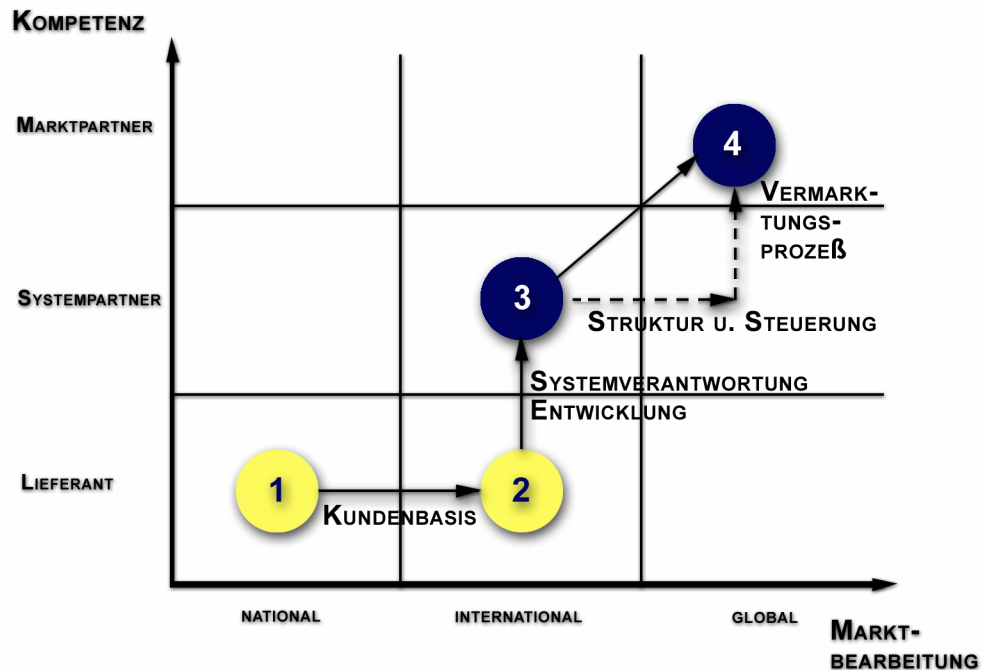 KOMPETENZ
MARKTPARTNER
4
VERMARK-
TUNGS-
PROZEß
SYSTEMPARTNER
3
STRUKTUR U. STEUERUNG
SYSTEMVERANTWORTUNG
ENTWICKLUNG
LIEFERANT
1
2
KUNDENBASIS
NATIONAL
INTERNATIONAL
GLOBAL
MARKT-
BEARBEITUNG